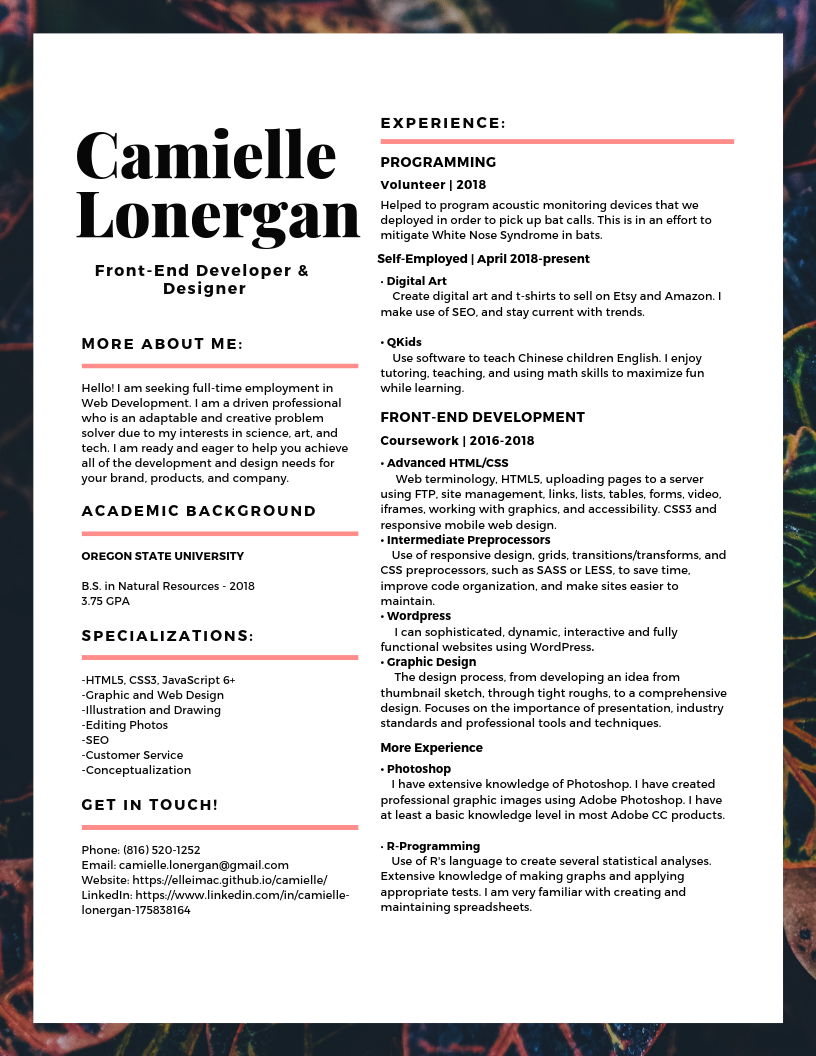 Camielle
Lonergan
Front-End Developer &
Designer
MORE ABOUT ME:
Hello! I am seeking full-time employment in
Web Development. I am a driven professional
who is an adaptable and creative problem
solver due to my interests in science, art, and
tech. I am ready and eager to help you achieve
all of the development and design needs for
your brand, products, and company.
ACADEMIC BACKGROUND
OREGON STATE UNIVERSITY
B.S. in Natural Resources - 2018
3.75 GPA
SPECIALIZATIONS:
-HTML5, CSS3, JavaScript 6+
-Graphic and Web Design
-Illustration and Drawing
-Editing Photos
-SEO
-Customer Service
-Conceptualization
GET IN TOUCH!
Phone: (816) 520-1252
Email: camielle.lonergan@gmail.com
Website: https://elleimac.github.io/camielle/
LinkedIn: https://www.linkedin.com/in/camielle-
lonergan-175838164
EXPERIENCE:
PROGRAMMING
Volunteer | 2018
Helped to program acoustic monitoring devices that we
deployed in order to pick up bat calls. This is in an effort to
mitigate White Nose Syndrome in bats.
Self-Employed | April 2018-present
• Digital Art
Create digital art and t-shirts to sell on Etsy and Amazon. I
make use of SEO, and stay current with trends.
• QKids
Use software to teach Chinese children English. I enjoy
tutoring, teaching, and using math skills to maximize fun
while learning.
FRONT-END DEVELOPMENT
Coursework | 2016-2018
• Advanced HTML/CSS
Web terminology, HTML5, uploading pages to a server
using FTP, site management, links, lists, tables, forms, video,
iframes, working with graphics, and accessibility. CSS3 and
responsive mobile web design.
• Intermediate Preprocessors
Use of responsive design, grids, transitions/transforms, and
CSS preprocessors, such as SASS or LESS, to save time,
improve code organization, and make sites easier to
maintain.
• Wordpress
I can sophisticated, dynamic, interactive and fully
functional websites using WordPress.
• Graphic Design
The design process, from developing an idea from
thumbnail sketch, through tight roughs, to a comprehensive
design. Focuses on the importance of presentation, industry
standards and professional tools and techniques.
More Experience
• Photoshop
I have extensive knowledge of Photoshop. I have created
professional graphic images using Adobe Photoshop. I have
at least a basic knowledge level in most Adobe CC products.
• R-Programming
Use of R's language to create several statistical analyses.
Extensive knowledge of making graphs and applying
appropriate tests. I am very familiar with creating and
maintaining spreadsheets.